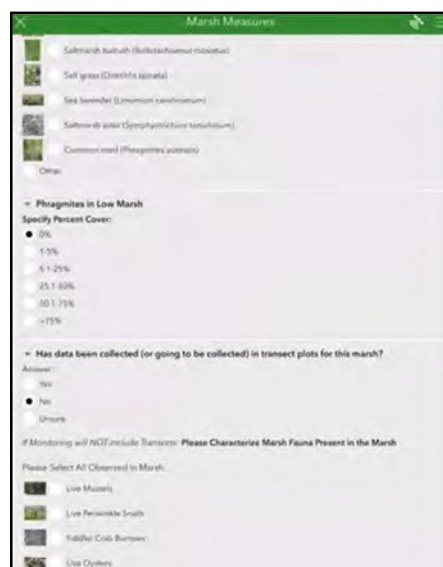 Marsh Measures
Saltmarsh bulrush (Bolboschoenus robustus)
Salt grass (Distichlis spicata)
Sea lavender (Limonium carolinianum)
Saltmarsh aster (Symphyotrichum tenuifolium)
Common reed (Phragmites australis)
Other
Phragmites in Low Marsh
Specify Percent Cover:
0%
1-5%
5.1-25%
25.1-50%
50.1-75%
>75%
Has data been collected (or going to be collected) in transect plots for this marsh?
Answer:
Yes
No
Unsure
If Monitoring will NOT include Transects: Please Characterize Marsh Fauna Present in the Marsh
Please Select All Observed in Marsh:
Live Mussels
Live Periwinkle Snails
Fiddler Crab Burrows
Live Oysters